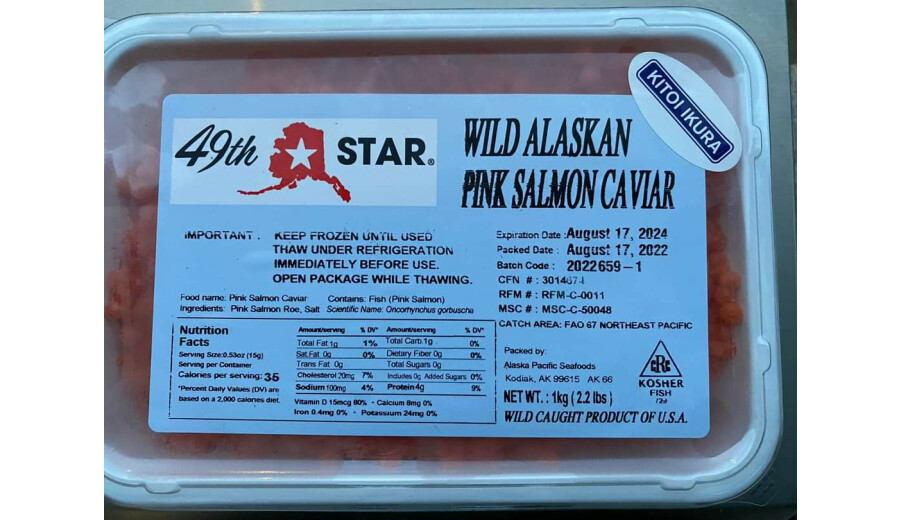 KITOI IKURA
49th STAR®
WILD ALASKAN
PINK SALMON CAVIAR
IMPORTANT. KEEP FROZEN UNTIL USED
THAW UNDER REFRIGERATION
IMMEDIATELY BEFORE USE.
OPEN PACKAGE WHILE THAWING.
Expiration Date : August 17, 2024
Packed Date : August 17, 2022
Batch Code : 2022659-1
CFN # :
RFM # : RFM-C-0011
MSC # : MSC-C-50048
CATCH AREA: FAO 67 NORTHEAST PACIFIC
Food name: Pink Salmon Caviar Contains: Fish (Pink Salmon)
Ingredients: Pink Salmon Roe, Salt Scientific Name: Oncorhynchus gorbuscha
Nutrition
Facts
Serving Size:0.53oz (15g)
Serving per Container
Calories per serving: 35
*Percent Daily Values (DV) are
based on a 2,000 calories diet.
Amount/serving % DV* Amount/serving % DV*
Total Fat 1g 1% Total Carb.1g 0%
Sat.Fat 0g 0% Dietary Fiber 0g 0%
Trans Fat 0g Total Sugars 0g
Cholesterol 20mg 7% Includes 0g Added Sugars 0%
Sodium 100mg 4% Protein 4g 9%
Vitamin D 15mcg 80% • Calcium 8mg 0%
Iron 0.4mg 0% • Potassium 24mg 0%
Packed by:
Alaska Pacific Seafoods
Kodiak, AK 99615 AK 66
NET WT. : 1kg ( 2.2 lbs )
WILD CAUGHT PRODUCT OF U.S.A.
KOSHER
FISH